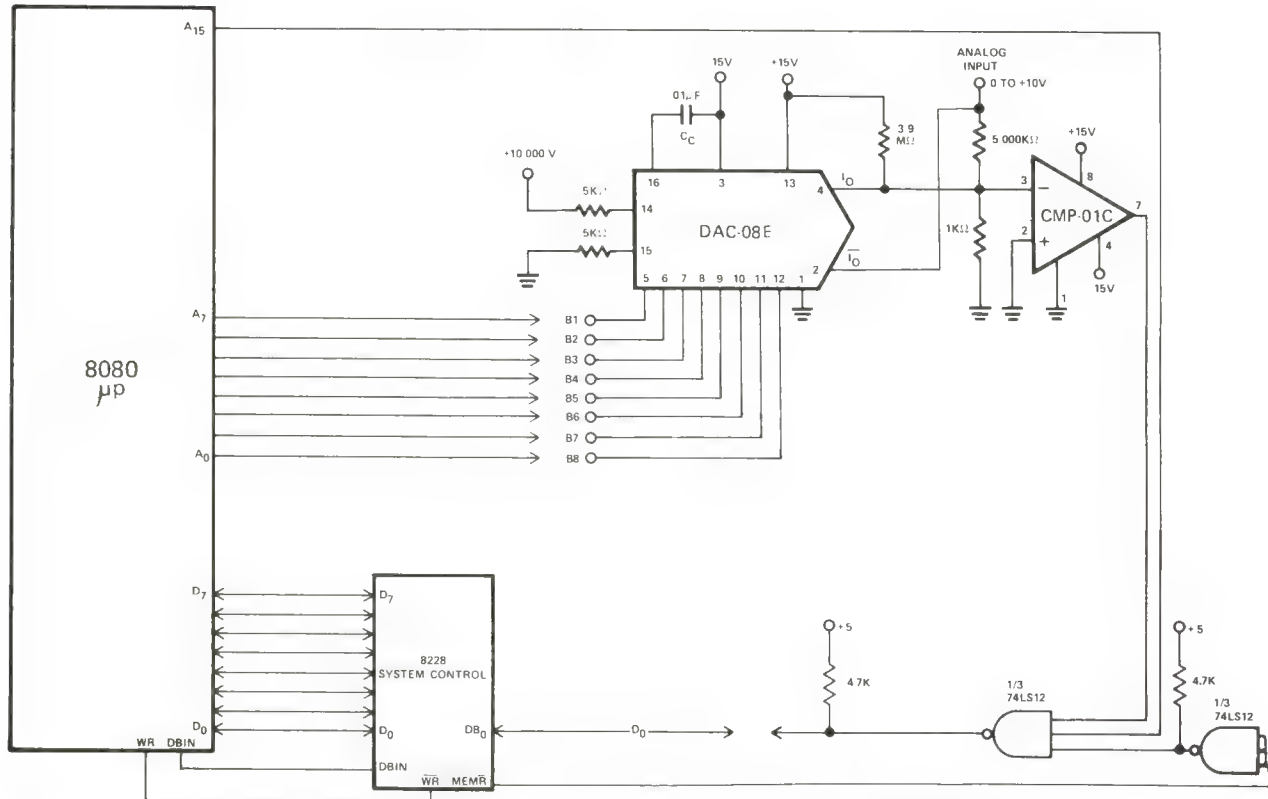 A15
ANALOG
INPUT
0 TO +10V
15V
+15V
01µF
CC
3 9
MΩ
5 000KΩ
+15V
+10 000 V
16
3
13
4
IO
3
−
8
7
5KΩ
14
DAC-08E
CMP-01C
5KΩ
15
1KΩ
2
+
4
2
IO
15V
1
5 6 7 8 9 10 11 12 1
A7
B1
B2
B3
8080
µp
B4
B5
B6
B7
A0
B8
D7
D7
+5
+5
8228
SYSTEM CONTROL
4 7K
4.7K
1/3
74LS12
1/3
74LS12
D0
D0
DB0
D0
WR DBIN
DBIN
WR
MEMR